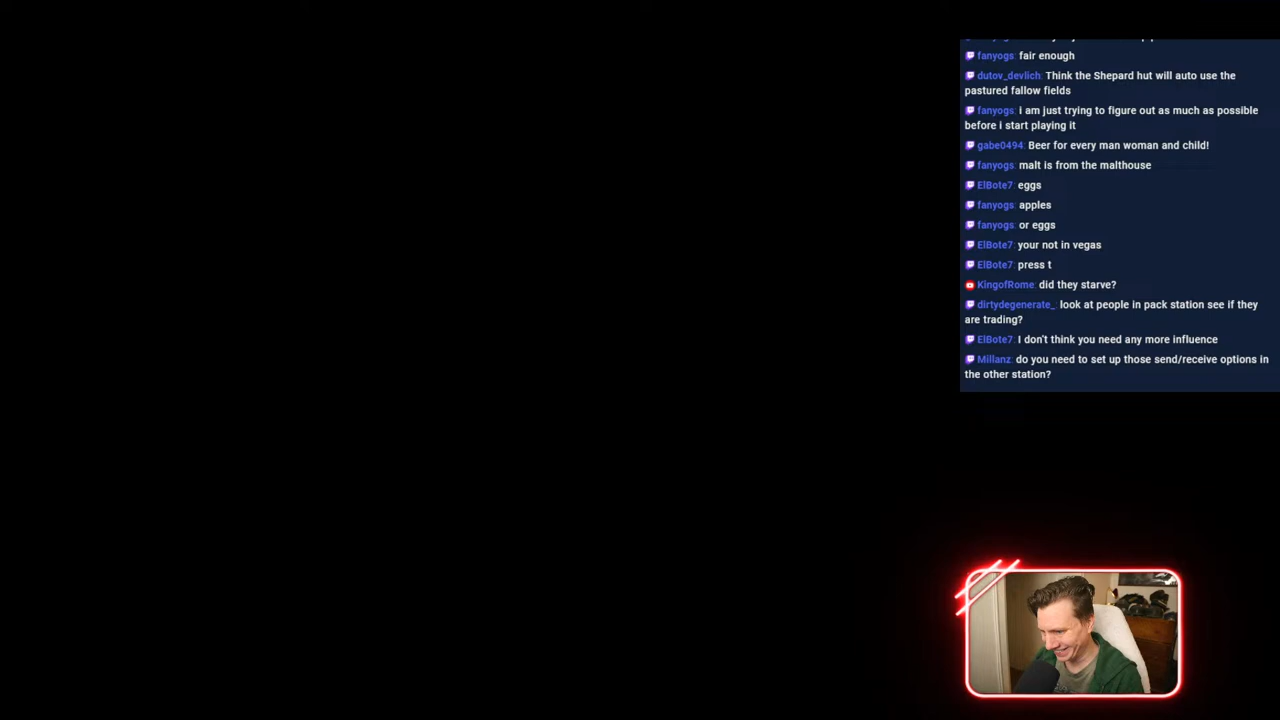 fanyogs: fair enough
dutov_devlich: Think the Shepard hut will auto use the
pastured fallow fields
fanyogs: i am just trying to figure out as much as possible
before i start playing it
gabe0494: Beer for every man woman and child!
fanyogs: malt is from the malthouse
ElBote7: eggs
fanyogs: apples
fanyogs: or eggs
ElBote7: your not in vegas
ElBote7: press t
KingofRome: did they starve?
dirtydegenerate_: look at people in pack station see if they
are trading?
ElBote7: I don't think you need any more influence
Millanz: do you need to set up those send/receive options in
the other station?